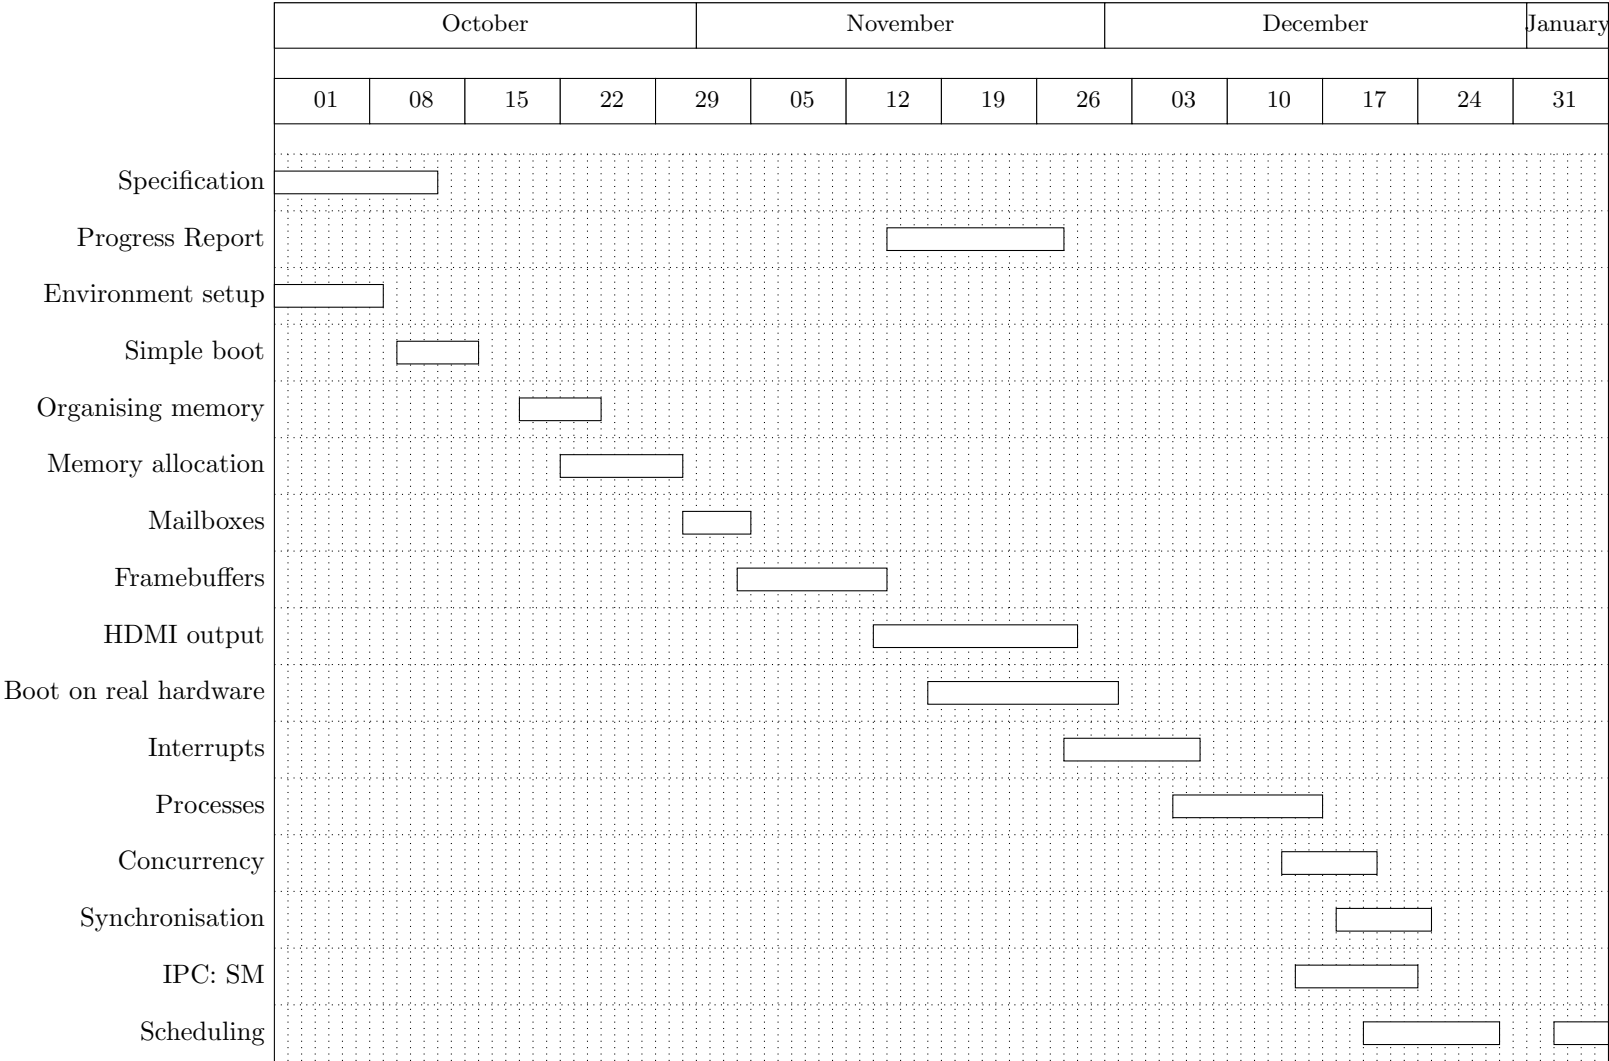 October November December January
01 08 15 22 29 05 12 19 26 03 10 17 24 31
Specification
Progress Report
Environment setup
Simple boot
Organising memory
Memory allocation
Mailboxes
Framebuffers
HDMI output
Boot on real hardware
Interrupts
Processes
Concurrency
Synchronisation
IPC: SM
Scheduling